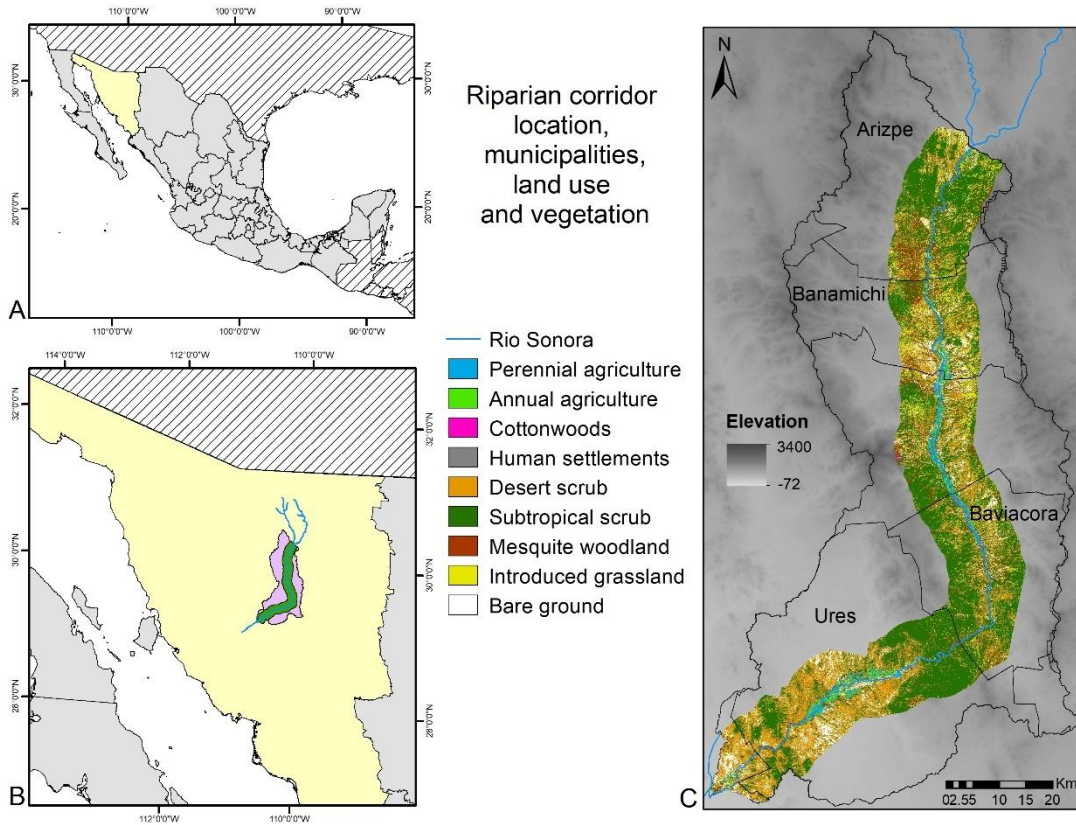 110°0'0"W 100°0'0"W 90°0'0"W
30°0'0"N
20°0'0"N
30°0'0"N
20°0'0"N
A
110°0'0"W 100°0'0"W 90°0'0"W
Riparian corridor
location,
municipalities,
land use
and vegetation
114°0'0"W 112°0'0"W 110°0'0"W
32°0'0"N
30°0'0"N
28°0'0"N
32°0'0"N
30°0'0"N
28°0'0"N
B
112°0'0"W 110°0'0"W
Rio Sonora
Perennial agriculture
Annual agriculture
Cottonwoods
Human settlements
Desert scrub
Subtropical scrub
Mesquite woodland
Introduced grassland
Bare ground
N
Arizpe
Banamichi
Elevation
3400
-72
Baviacora
Ures
C
Km
02.55 10 15 20